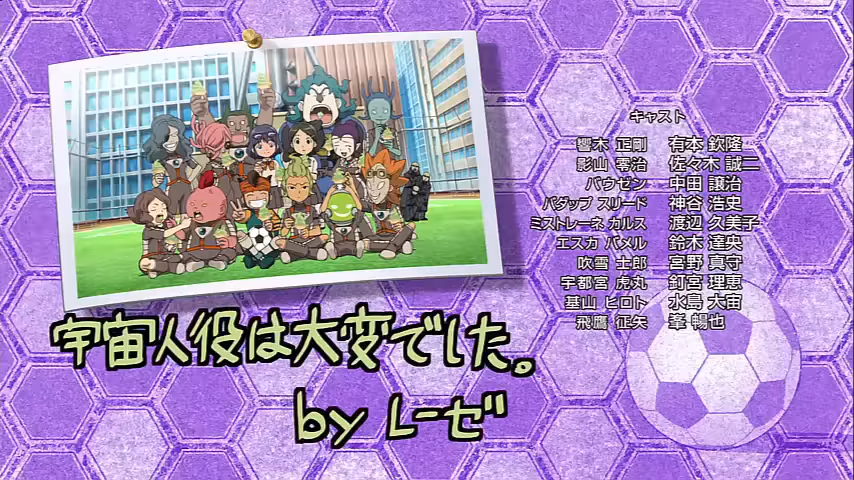 宇宙人役は大変でした。
by レーゼ
キャスト
響木 正剛 有本 欽隆
影山 零治 佐々木 誠二
バウゼン 中田 譲治
バダップ スリード 神谷 浩史
ミストレーネ カルス 渡辺 久美子
エスカ バメル 鈴木 達央
吹雪 士郎 宮野 真守
宇都宮 虎丸 釘宮 理恵
基山 ヒロト 水島 大宙
飛鷹 征矢 峯 暢也